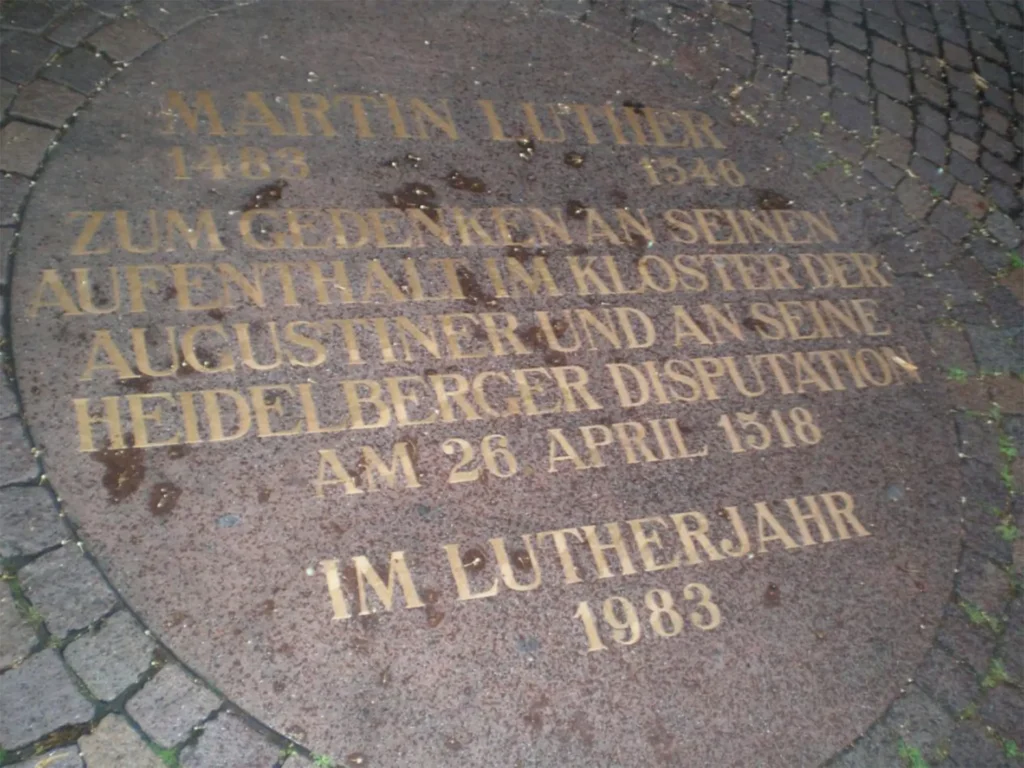 MARTIN LUTHER
1483 1546
ZUM GEDENKEN AN SEINEN
AUFENTHALT IM KLOSTER DER
AUGUSTINER UND AN SEINE
HEIDELBERGER DISPUTATION
AM 26 APRIL 1518
IM LUTHERJAHR
1983